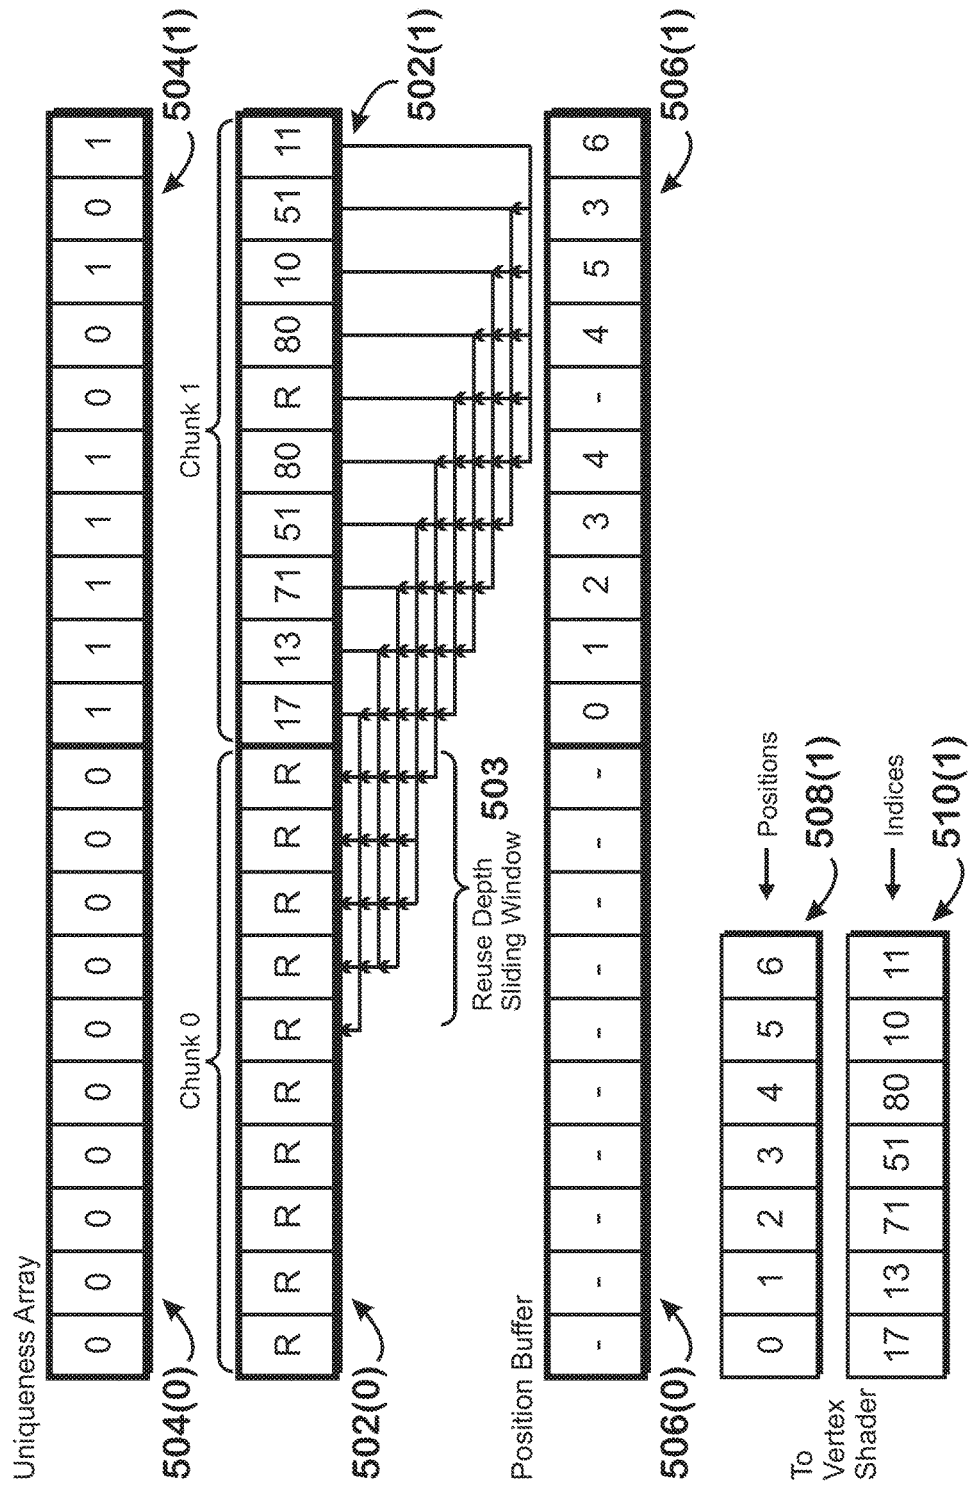 Uniqueness Array
0 0 0 0 0 0 0 0 0 0 1 1 1 1 1 0 0 1 0 1
504(0) 504(1)
Chunk 0 Chunk 1
R R R R R R R R R R 17 13 71 51 80 R 80 10 51 11
502(0) 502(1)
Reuse Depth
Sliding Window 503
Position Buffer
- - - - - - - - - - 0 1 2 3 4 - 4 5 3 6
506(0) 506(1)
To
Vertex
Shader
0 1 2 3 4 5 6 Positions
508(1)
17 13 71 51 80 10 11 Indices
510(1)